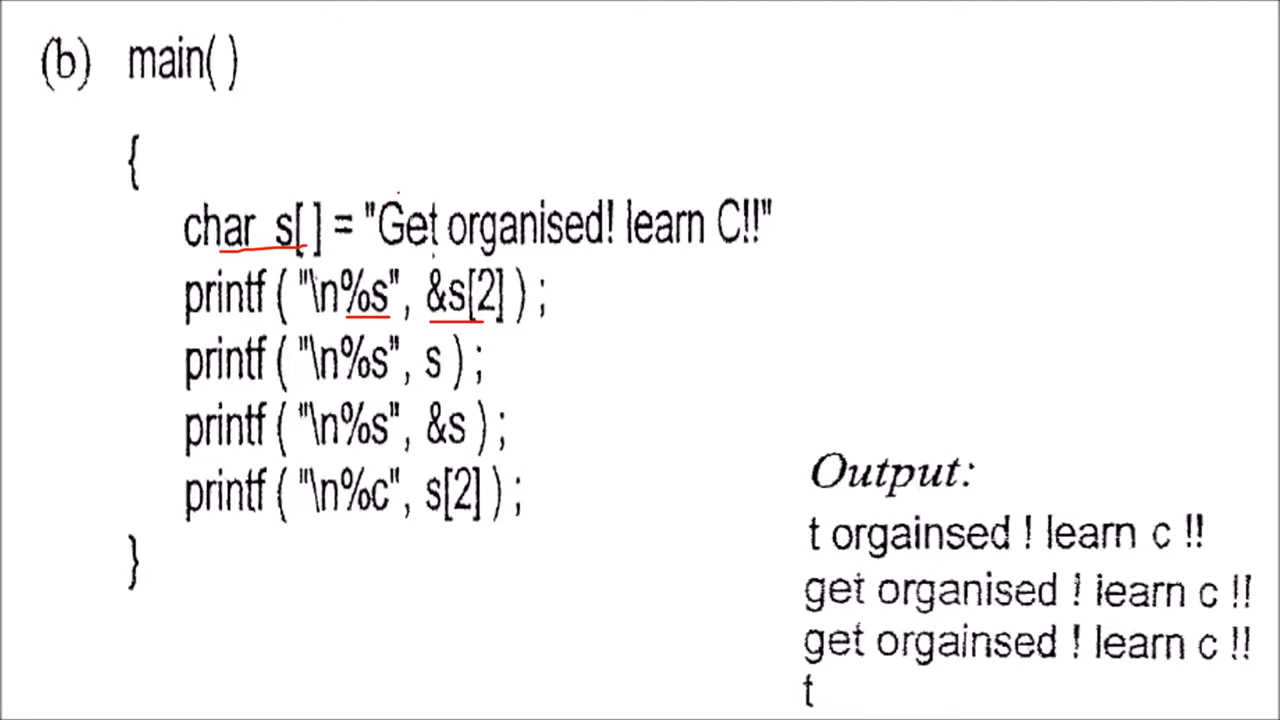 (b) main( )
{
char s[ ] = "Get organised! learn C!!"
printf ( "\n%s", &s[2] ) ;
printf ( "\n%s", s ) ;
printf ( "\n%s", &s ) ;
printf ( "\n%c", s[2] ) ;
}
Output:
t orgainsed ! learn c !!
get organised ! learn c !!
get orgainsed ! learn c !!
t